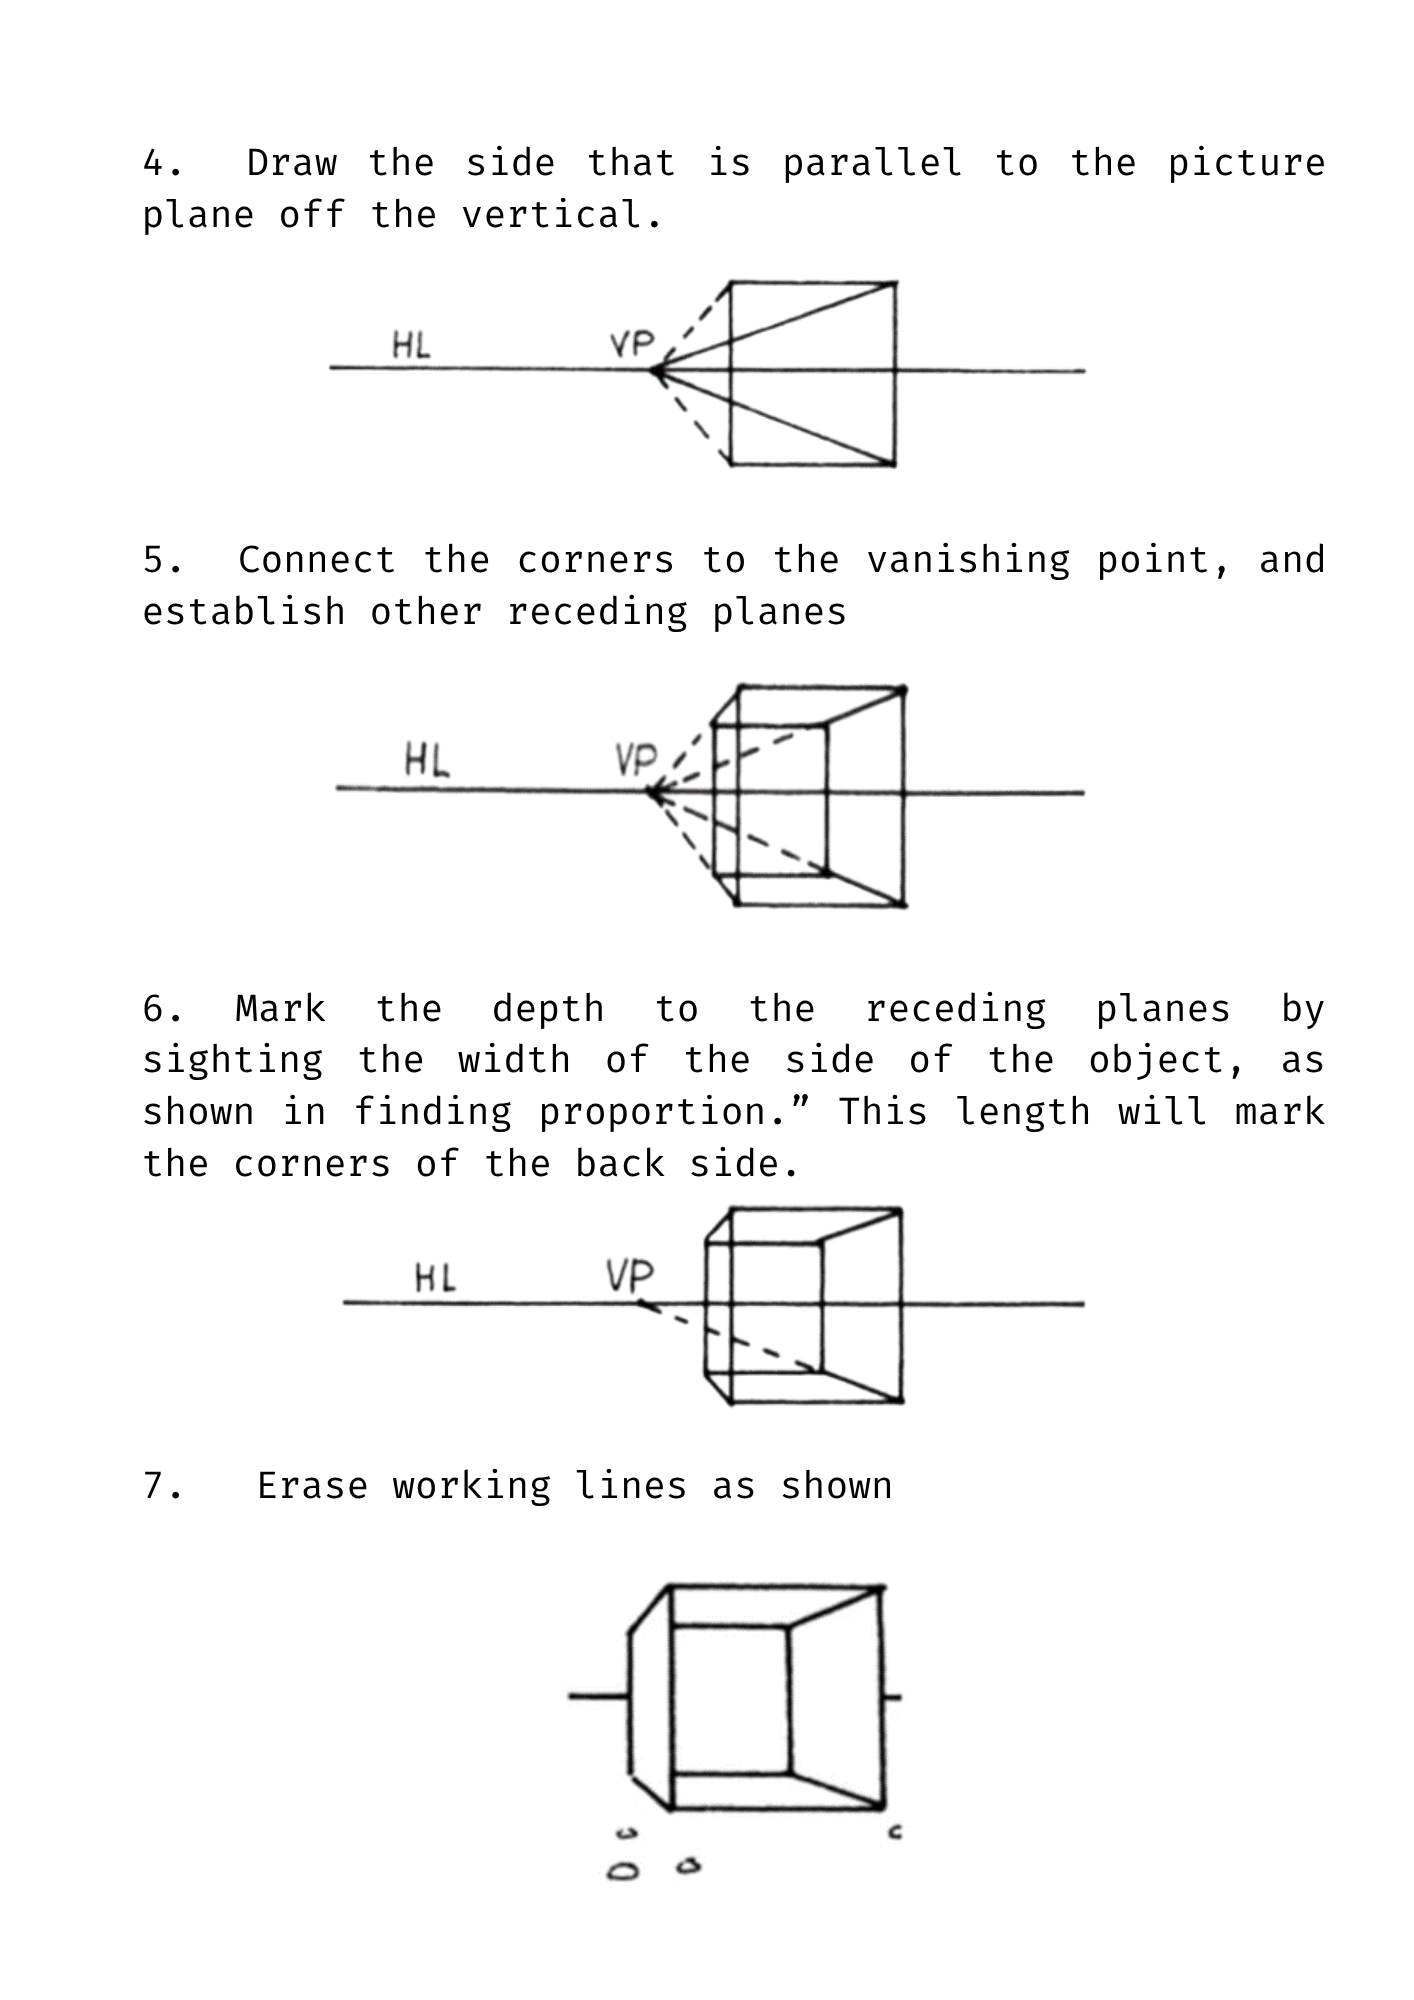 4. Draw the side that is parallel to the picture
plane off the vertical.
HL VP
5. Connect the corners to the vanishing point, and
establish other receding planes
HL VP
6. Mark the depth to the receding planes by
sighting the width of the side of the object, as
shown in finding proportion.” This length will mark
the corners of the back side.
HL VP
7. Erase working lines as shown